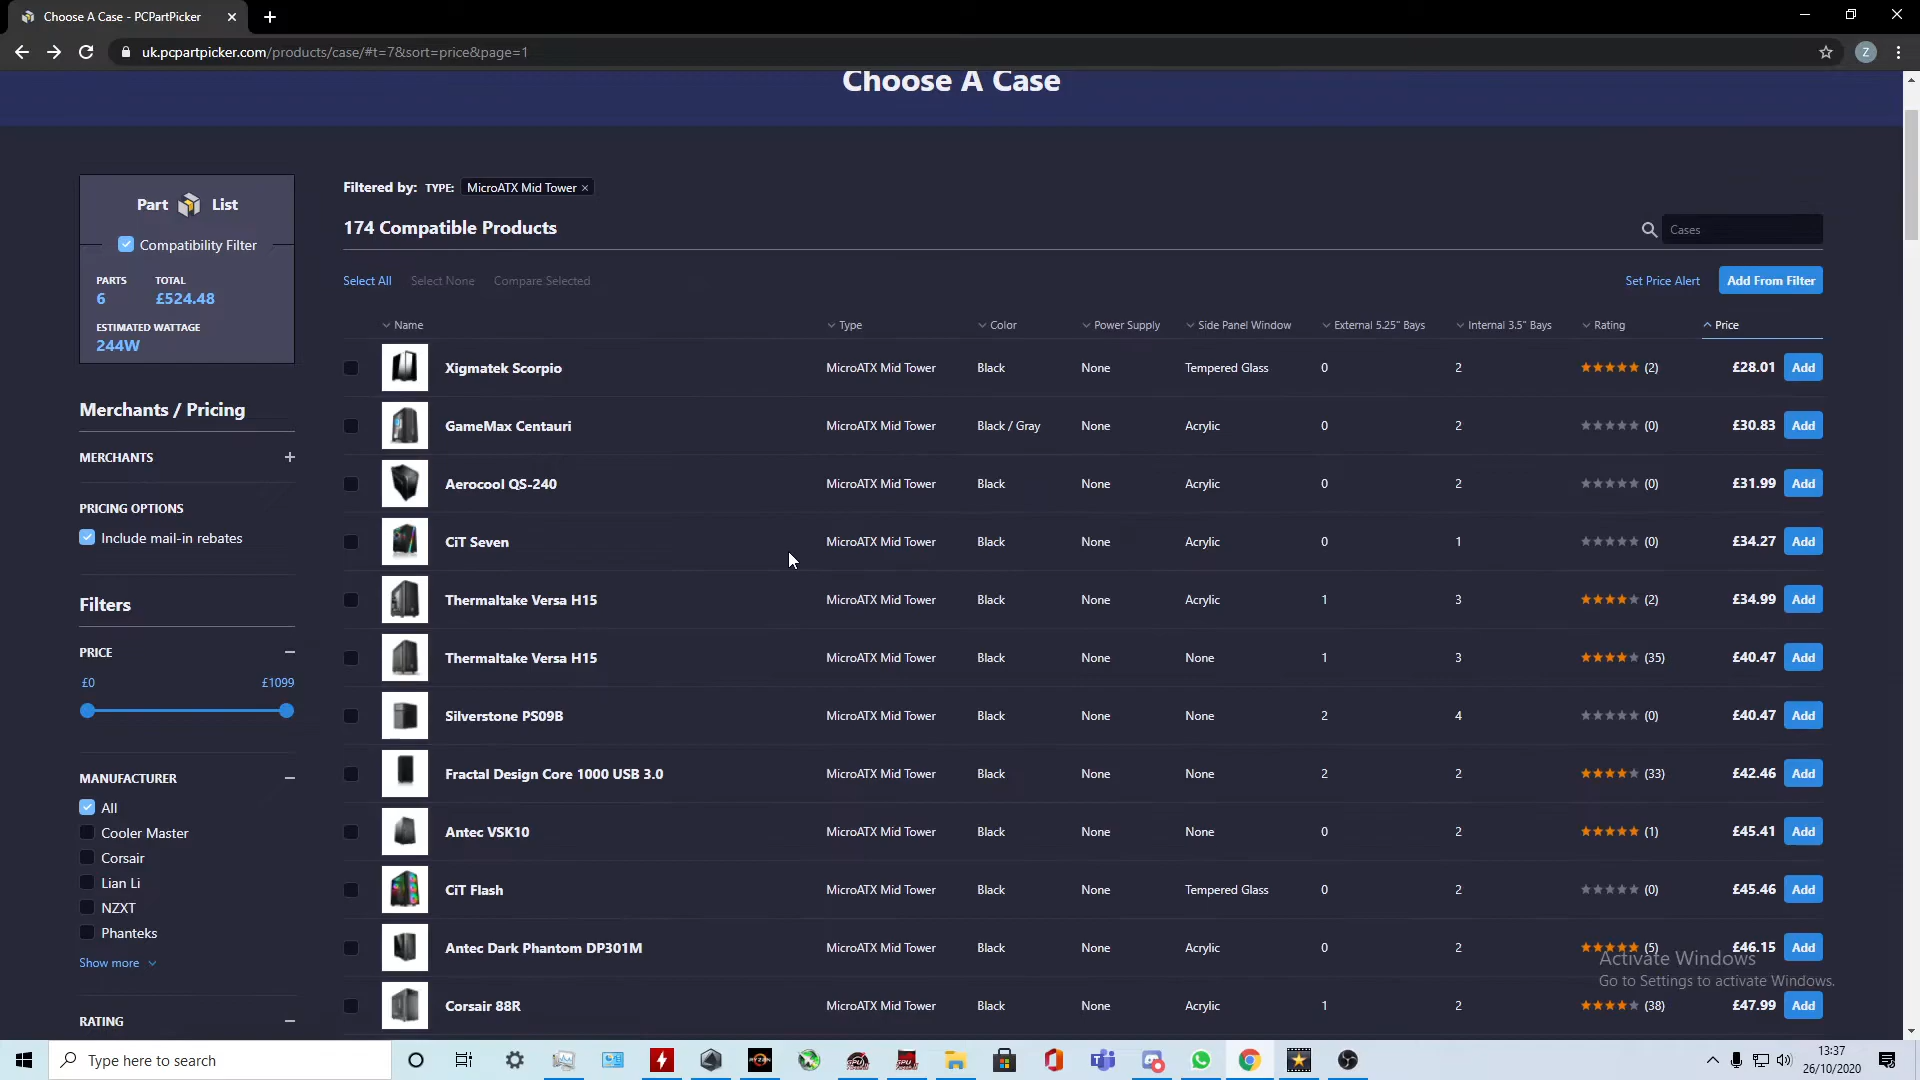 Choose A Case - PCPartPicker
uk.pcpartpicker.com/products/case/#t=7&sort=price&page=1
Z
Choose A Case
Part List
Compatibility Filter
PARTS TOTAL
6 £524.48
ESTIMATED WATTAGE
244W
Merchants / Pricing
MERCHANTS
PRICING OPTIONS
Include mail-in rebates
Filters
PRICE
£0 £1099
MANUFACTURER
All
Cooler Master
Corsair
Lian Li
NZXT
Phanteks
Show more
RATING
Filtered by: TYPE: MicroATX Mid Tower ×
174 Compatible Products
Cases
Select All Select None Compare Selected Set Price Alert Add From Filter
Name Type Color Power Supply Side Panel Window External 5.25" Bays Internal 3.5" Bays Rating Price
Xigmatek Scorpio MicroATX Mid Tower Black None Tempered Glass 0 2 (2) £28.01 Add
GameMax Centauri MicroATX Mid Tower Black / Gray None Acrylic 0 2 (0) £30.83 Add
Aerocool QS-240 MicroATX Mid Tower Black None Acrylic 0 2 (0) £31.99 Add
CiT Seven MicroATX Mid Tower Black None Acrylic 0 1 (0) £34.27 Add
Thermaltake Versa H15 MicroATX Mid Tower Black None Acrylic 1 3 (2) £34.99 Add
Thermaltake Versa H15 MicroATX Mid Tower Black None None 1 3 (35) £40.47 Add
Silverstone PS09B MicroATX Mid Tower Black None None 2 4 (0) £40.47 Add
Fractal Design Core 1000 USB 3.0 MicroATX Mid Tower Black None None 2 2 (33) £42.46 Add
Antec VSK10 MicroATX Mid Tower Black None None 0 2 (1) £45.41 Add
CiT Flash MicroATX Mid Tower Black None Tempered Glass 0 2 (0) £45.46 Add
Antec Dark Phantom DP301M MicroATX Mid Tower Black None Acrylic 0 2 (5) £46.15 Add
Corsair 88R MicroATX Mid Tower Black None Acrylic 1 2 (38) £47.99 Add
Activate Windows
Go to Settings to activate Windows.
Type here to search
RYZEN
13:37
26/10/2020